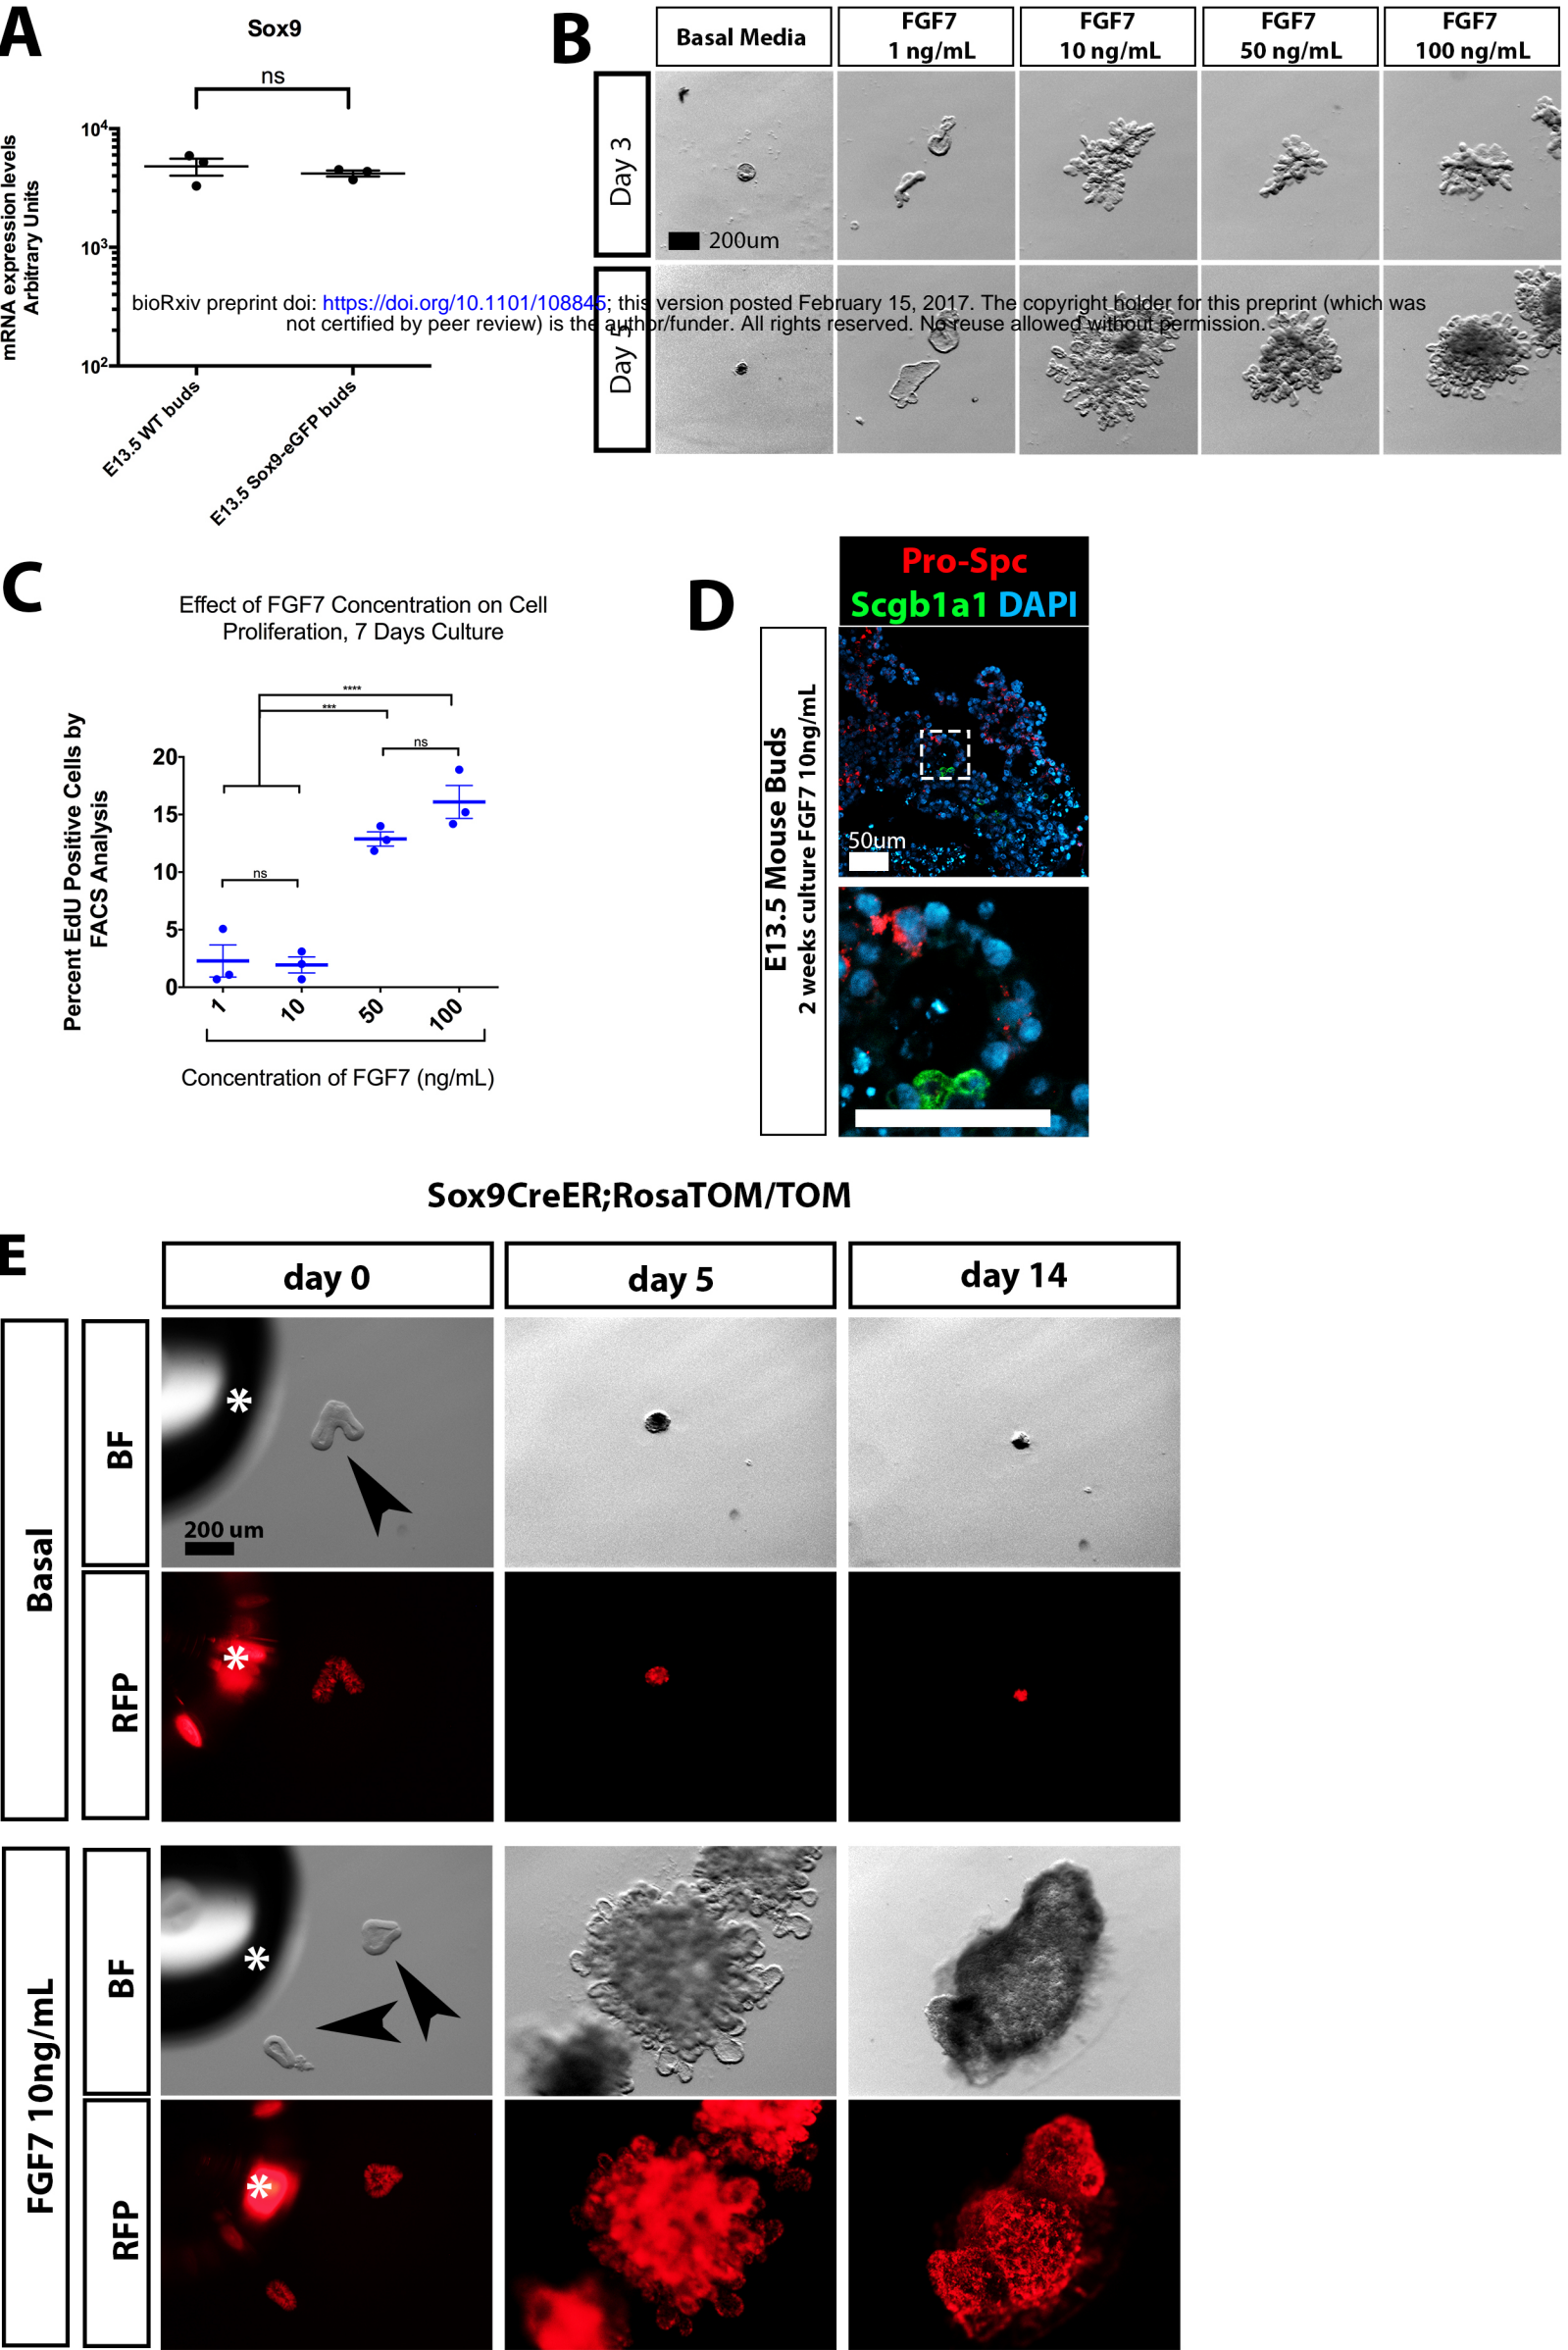 A
Sox9
ns
mRNA expression levels
Arbitrary Units
10⁴
10³
10²
E13.5 WT buds
E13.5 Sox9-eGFP buds
B
Basal Media
FGF7
1 ng/mL
FGF7
10 ng/mL
FGF7
50 ng/mL
FGF7
100 ng/mL
Day 3
200um
Day 5
bioRxiv preprint doi: https://doi.org/10.1101/108845; this version posted February 15, 2017. The copyright holder for this preprint (which was
not certified by peer review) is the author/funder. All rights reserved. No reuse allowed without permission.
C
Effect of FGF7 Concentration on Cell
Proliferation, 7 Days Culture
****
***
ns
ns
Percent EdU Positive Cells by
FACS Analysis
20
15
10
5
0
1
10
50
100
Concentration of FGF7 (ng/mL)
D
Pro-Spc
Scgb1a1 DAPI
E13.5 Mouse Buds
2 weeks culture FGF7 10ng/mL
50um
Sox9CreER;RosaTOM/TOM
E
day 0
day 5
day 14
Basal
BF
*
200 um
RFP
*
FGF7 10ng/mL
BF
*
RFP
*